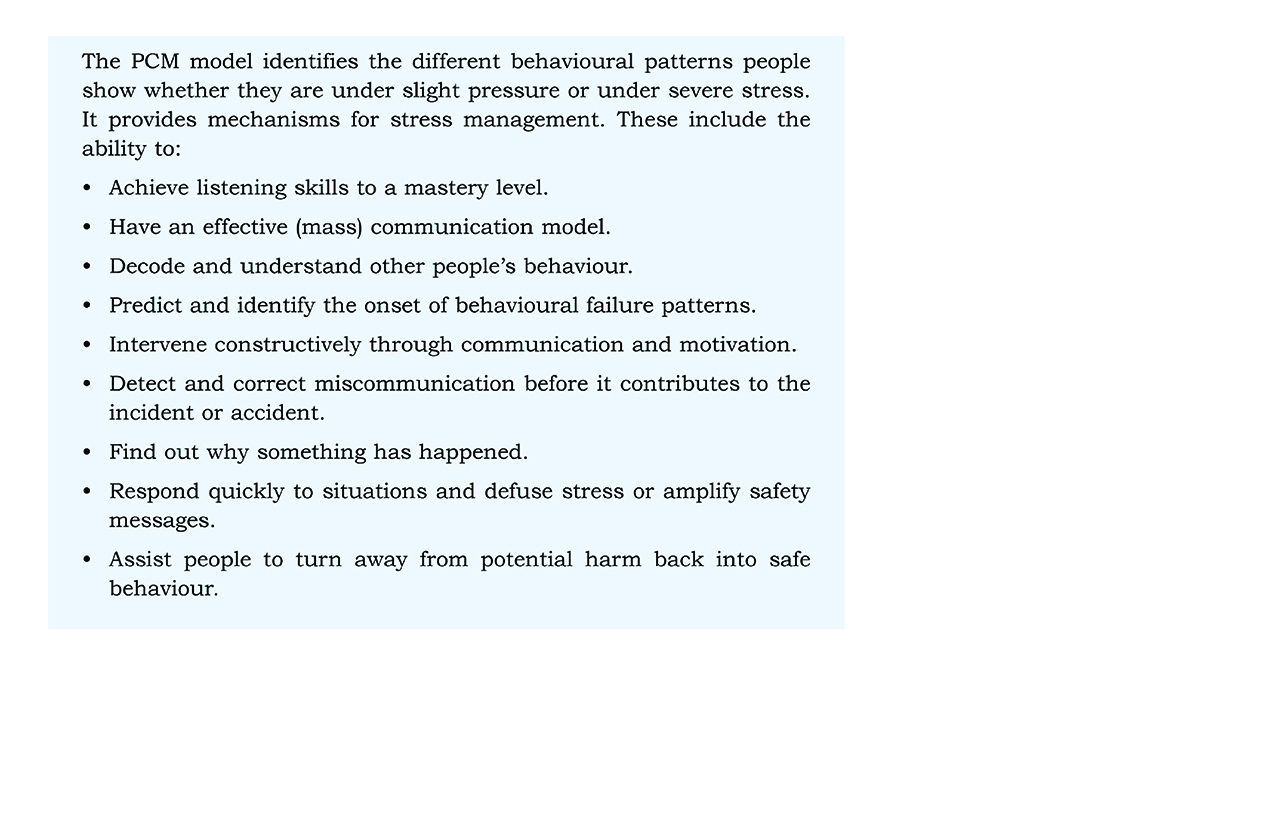 The PCM model identifies the different behavioural patterns people
show whether they are under slight pressure or under severe stress.
It provides mechanisms for stress management. These include the
ability to:
• Achieve listening skills to a mastery level.
• Have an effective (mass) communication model.
• Decode and understand other people’s behaviour.
• Predict and identify the onset of behavioural failure patterns.
• Intervene constructively through communication and motivation.
• Detect and correct miscommunication before it contributes to the
incident or accident.
• Find out why something has happened.
• Respond quickly to situations and defuse stress or amplify safety
messages.
• Assist people to turn away from potential harm back into safe
behaviour.